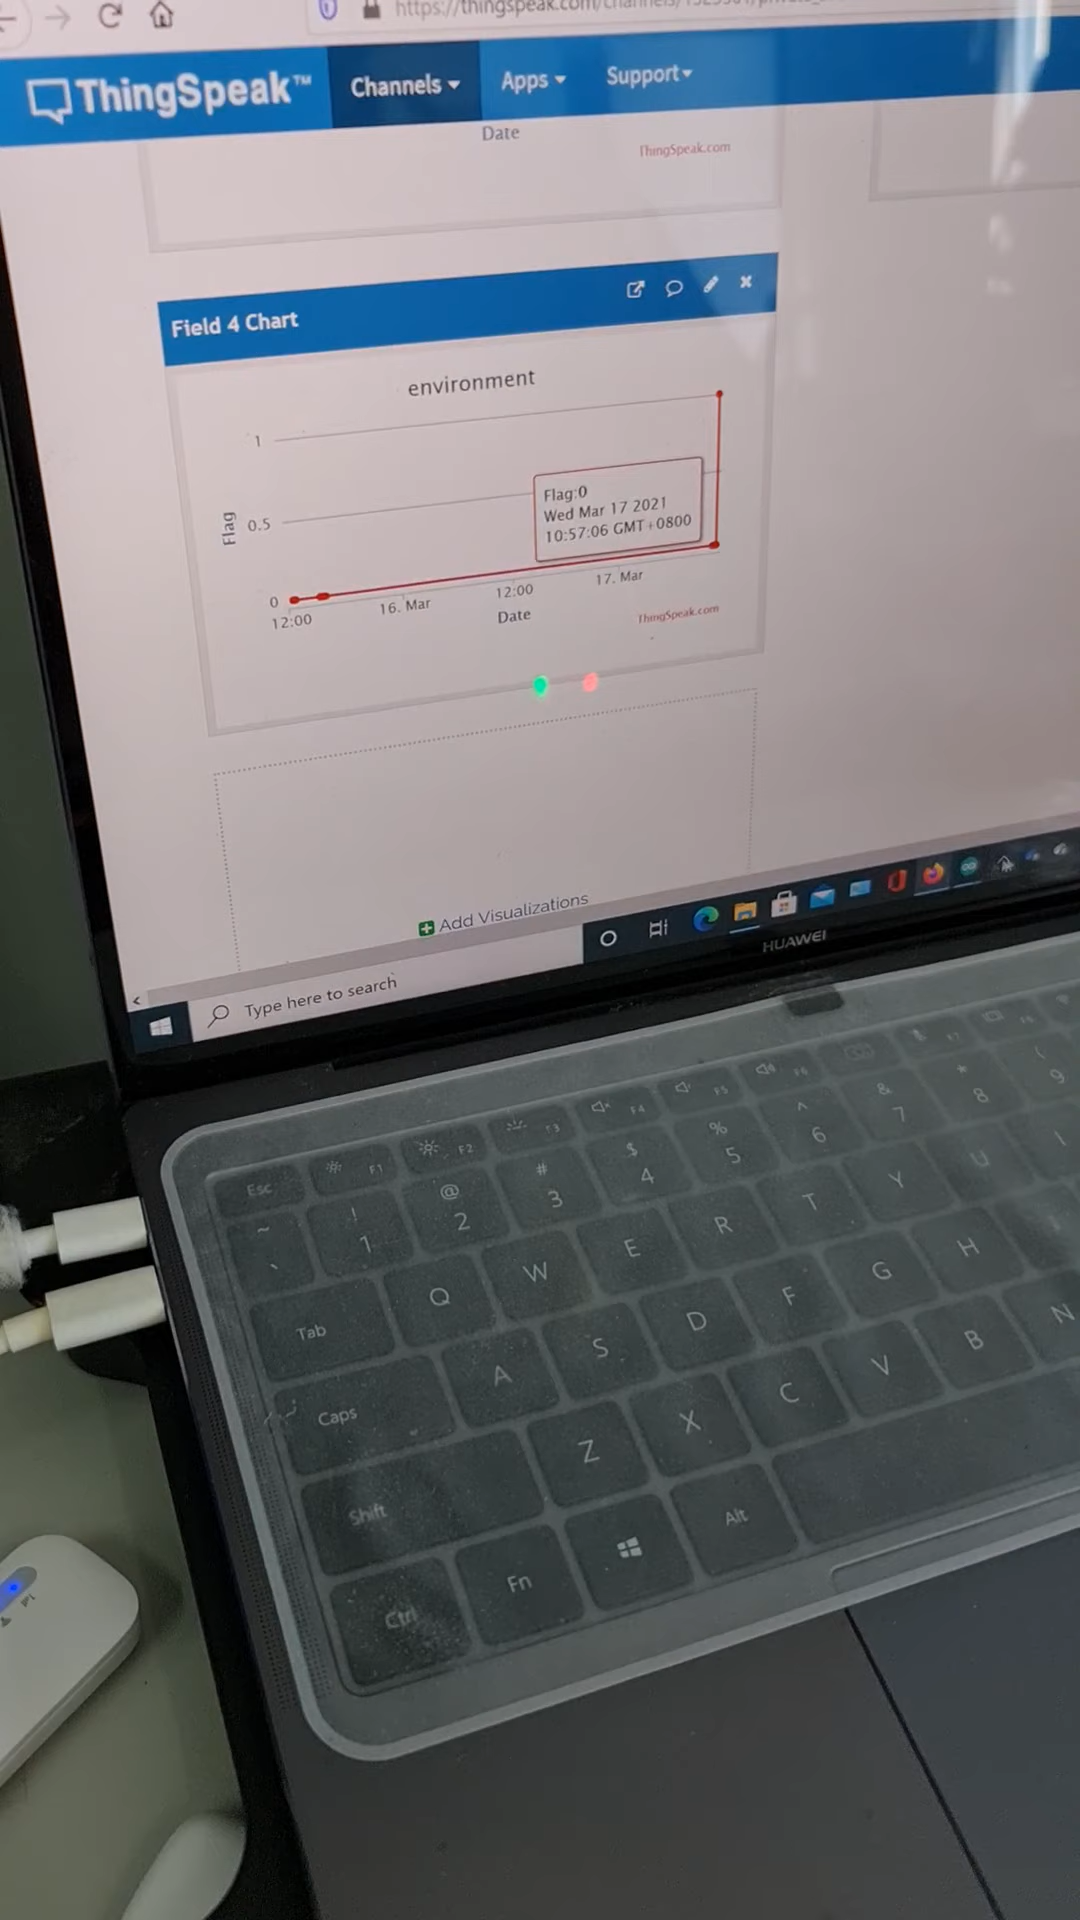 https://thingspeak.com/channels/
ThingSpeak™ Channels Apps Support
Date
ThingSpeak.com
Field 4 Chart
environment
1
Flag
0.5
Flag:0
Wed Mar 17 2021
10:57:06 GMT+0800
0
12:00 16. Mar 12:00 17. Mar
Date
ThingSpeak.com
Add Visualizations
Type here to search
HUAWEI
Esc F1 F2 F3 F4 F5 F6 F7 F8
~ ` ! 1 @ 2 # 3 $ 4 % 5 ^ 6 & 7 * 8 ( 9
Tab Q W E R T Y U I
Caps A S D F G H
Shift Z X C V B N
Ctrl Fn Alt